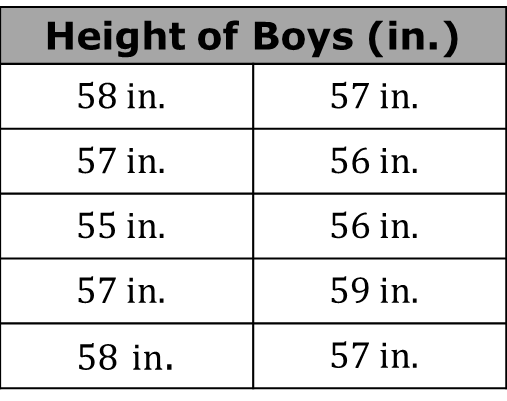 Height of Boys (in.)
58 in. 57 in.
57 in. 56 in.
55 in. 56 in.
57 in. 59 in.
58 in. 57 in.